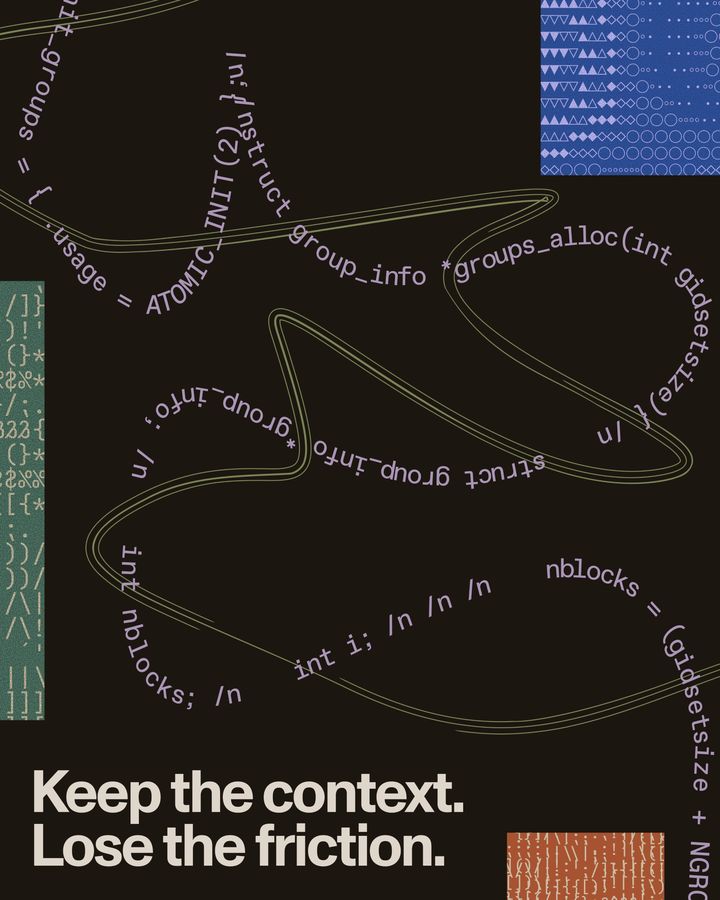 nit_groups = { .usage = ATOMIC_INIT(2) };/n
/nstruct group_info *groups_alloc(int gidsetsize){ /n
struct group_info *group_info; /n
int nblocks; /n
int i; /n /n /n
nblocks = (gidsetsize + NGRO
Keep the context.
Lose the friction.